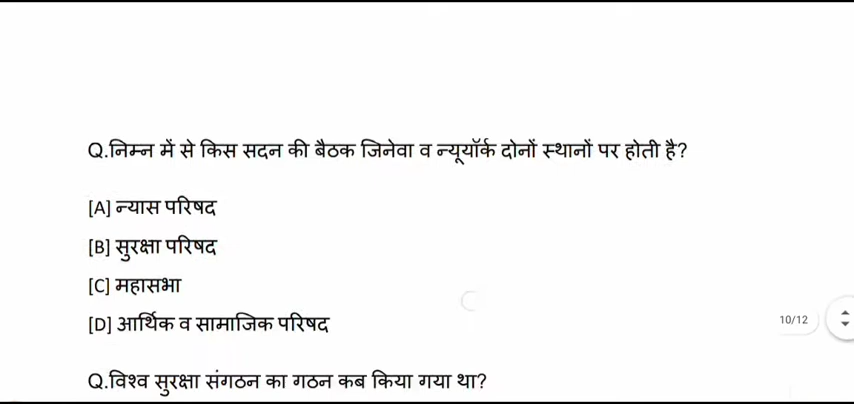 Q.निम्न में से किस सदन की बैठक जिनेवा व न्यूयॉर्क दोनों स्थानों पर होती है?
[A] न्यास परिषद
[B] सुरक्षा परिषद
[C] महासभा
[D] आर्थिक व सामाजिक परिषद
10/12
Q.विश्व सुरक्षा संगठन का गठन कब किया गया था?